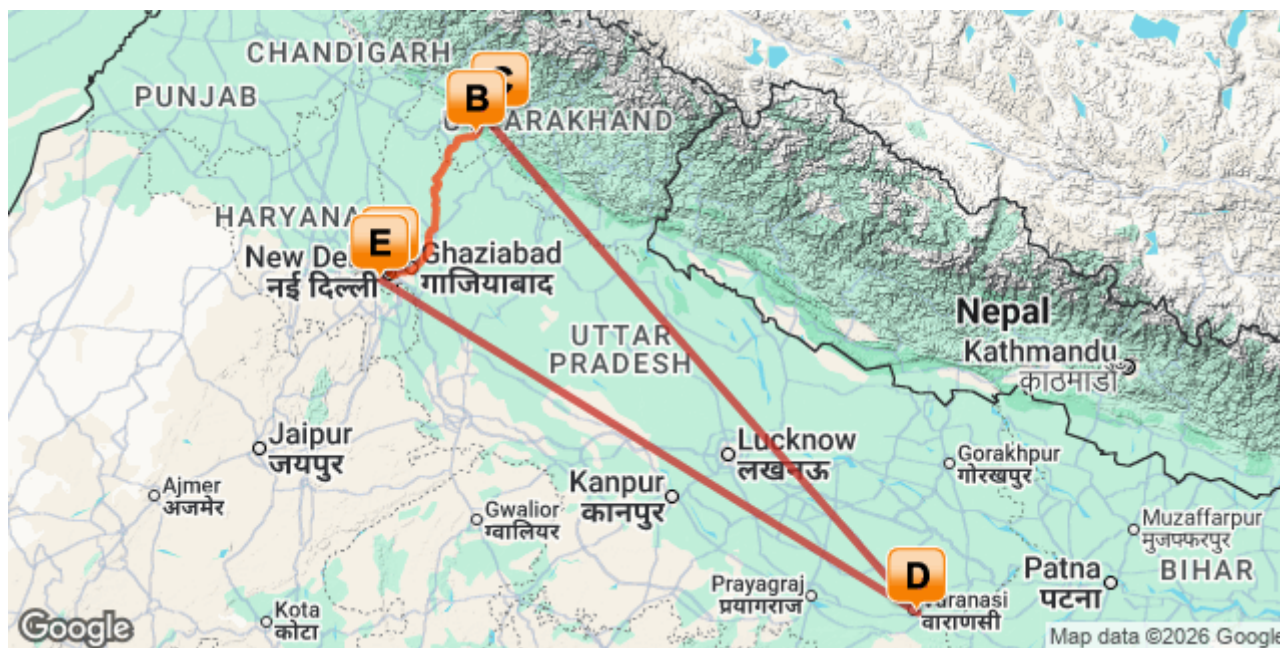 CHANDIGARH
PUNJAB
B
C
UTTARAKHAND
HARYANA
E
New De
नई दिल्ली
Ghaziabad
गाजियाबाद
UTTAR
PRADESH
Nepal
Kathmandu
काठमाडौँ
Jaipur
जयपुर
Lucknow
लखनऊ
Gorakhpur
गोरखपुर
Ajmer
अजमेर
Kanpur
कानपुर
Gwalior
ग्वालियर
Muzaffarpur
मुजफ्फरपुर
D
Prayagraj
प्रयागराज
Varanasi
वाराणसी
Patna
पटना
BIHAR
Kota
कोटा
Google
Map data ©2026 Google